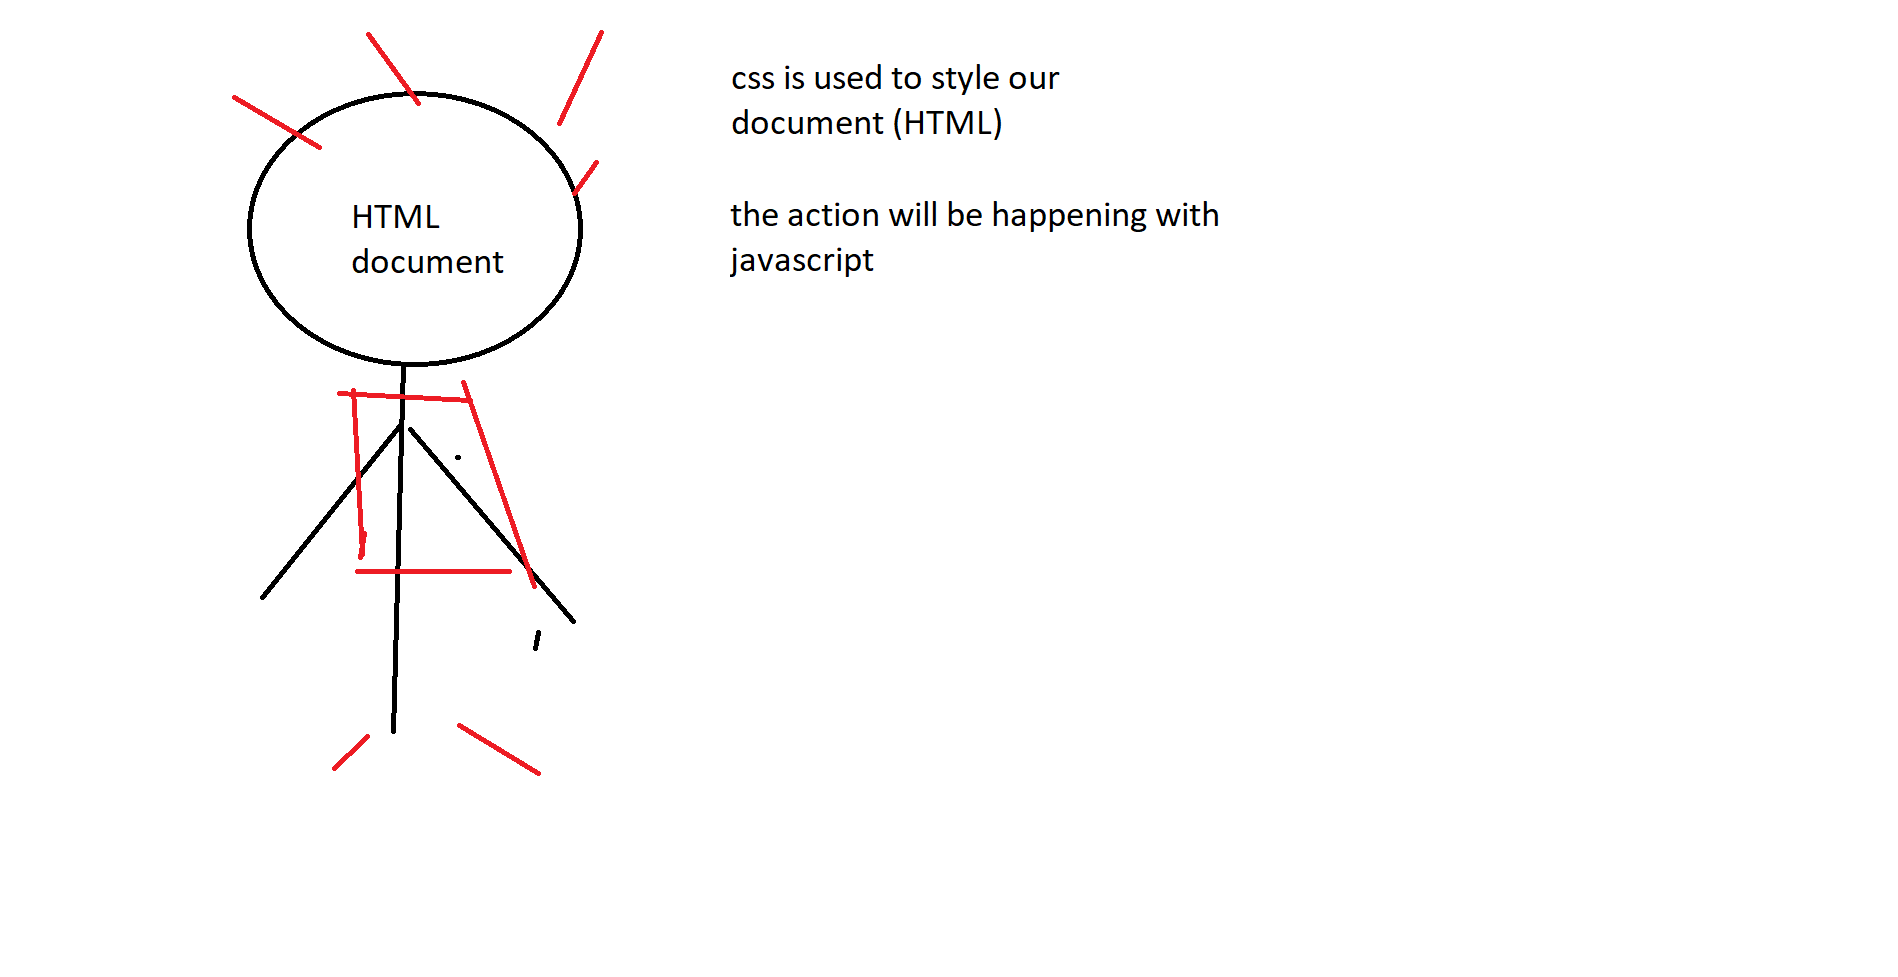 css is used to style our
document (HTML)
the action will be happening with
javascript
HTML
document